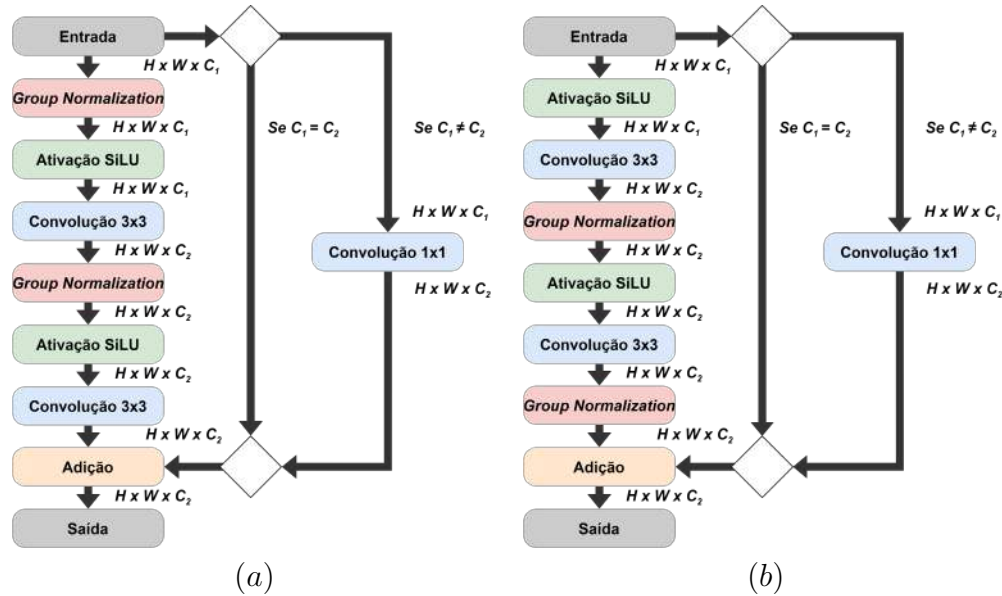 Entrada
H x W x C₁
Group Normalization
H x W x C₁
Se C₁ = C₂
Se C₁ ≠ C₂
Ativação SiLU
H x W x C₁
Convolução 3x3
H x W x C₁
H x W x C₂
Convolução 1x1
Group Normalization
H x W x C₂
H x W x C₂
Ativação SiLU
H x W x C₂
Convolução 3x3
H x W x C₂
Adição
H x W x C₂
Saída
(a)
Entrada
H x W x C₁
Ativação SiLU
H x W x C₁
Se C₁ = C₂
Se C₁ ≠ C₂
Convolução 3x3
H x W x C₂
Group Normalization
H x W x C₁
H x W x C₂
Convolução 1x1
Ativação SiLU
H x W x C₂
H x W x C₂
Convolução 3x3
H x W x C₂
Group Normalization
H x W x C₂
Adição
H x W x C₂
Saída
(b)